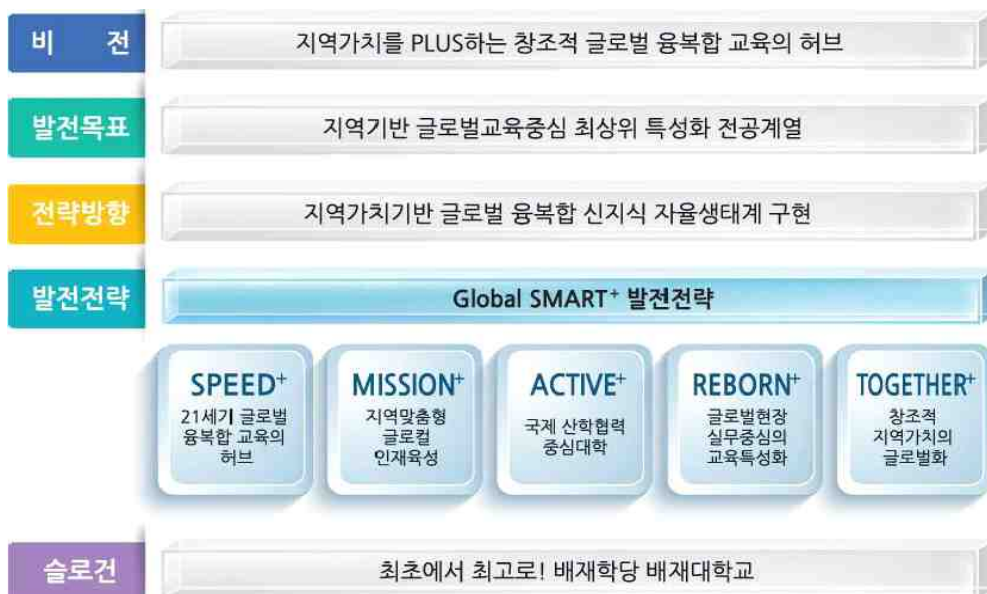 비 전
지역가치를 PLUS하는 창조적 글로벌 융복합 교육의 허브
발전목표
지역기반 글로벌교육중심 최상위 특성화 전공계열
전략방향
지역가치기반 글로벌 융복합 신지식 자율생태계 구현
발전전략
Global SMART⁺ 발전전략
SPEED⁺
21세기 글로벌
융복합 교육의
허브
MISSION⁺
지역맞춤형
글로컬
인재육성
ACTIVE⁺
국제 산학협력
중심대학
REBORN⁺
글로벌현장
실무중심의
교육특성화
TOGETHER⁺
창조적
지역가치의
글로벌화
슬로건
최초에서 최고로! 배재학당 배재대학교